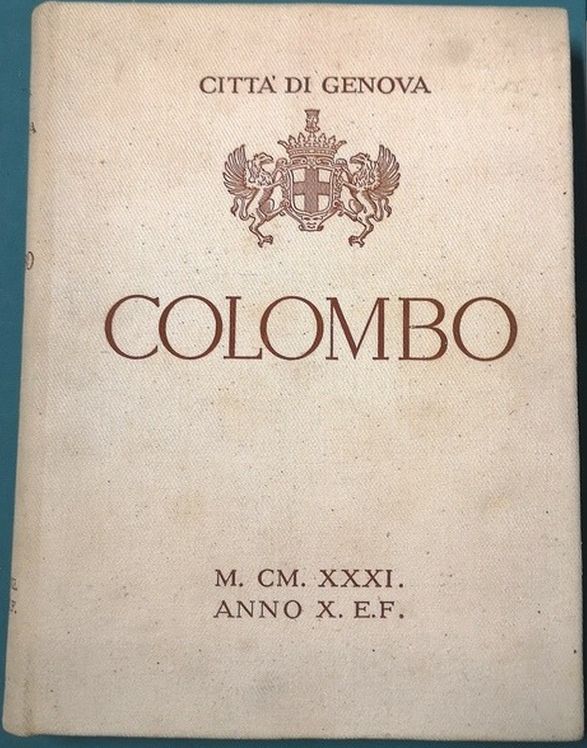 CITTA' DI GENOVA
COLOMBO
M. CM. XXXI.
ANNO X. E.F.